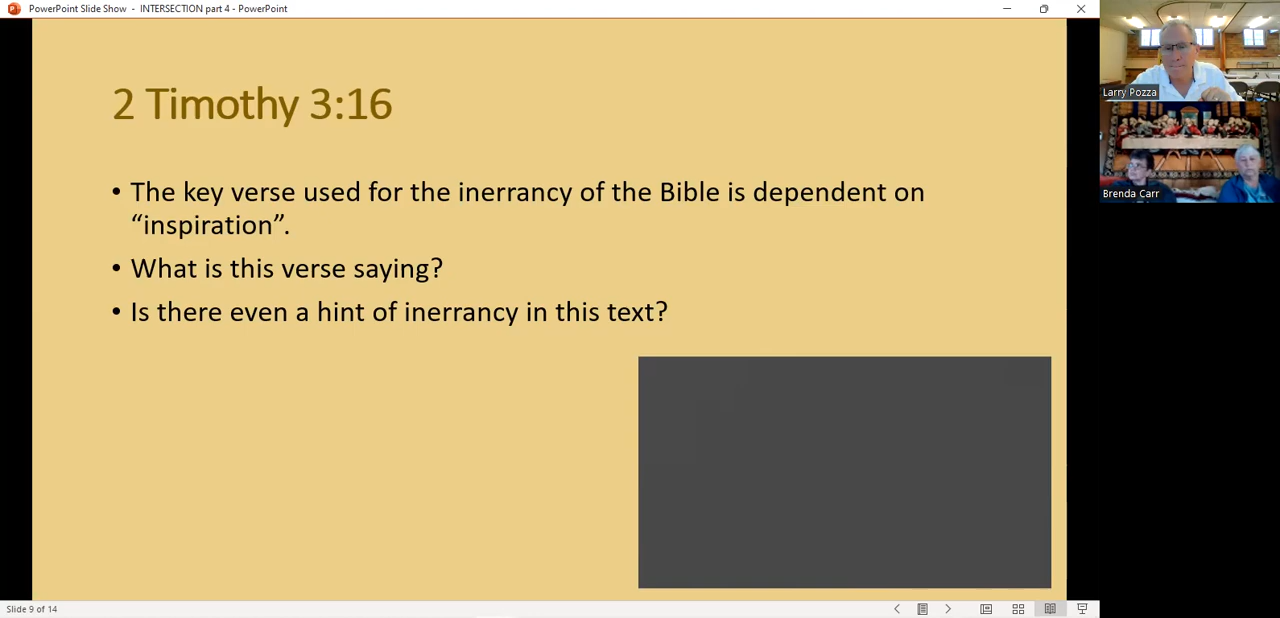 PowerPoint Slide Show - INTERSECTION part 4 - PowerPoint
2 Timothy 3:16
• The key verse used for the inerrancy of the Bible is dependent on
“inspiration”.
• What is this verse saying?
• Is there even a hint of inerrancy in this text?
Larry Pozza
Brenda Carr
Slide 9 of 14